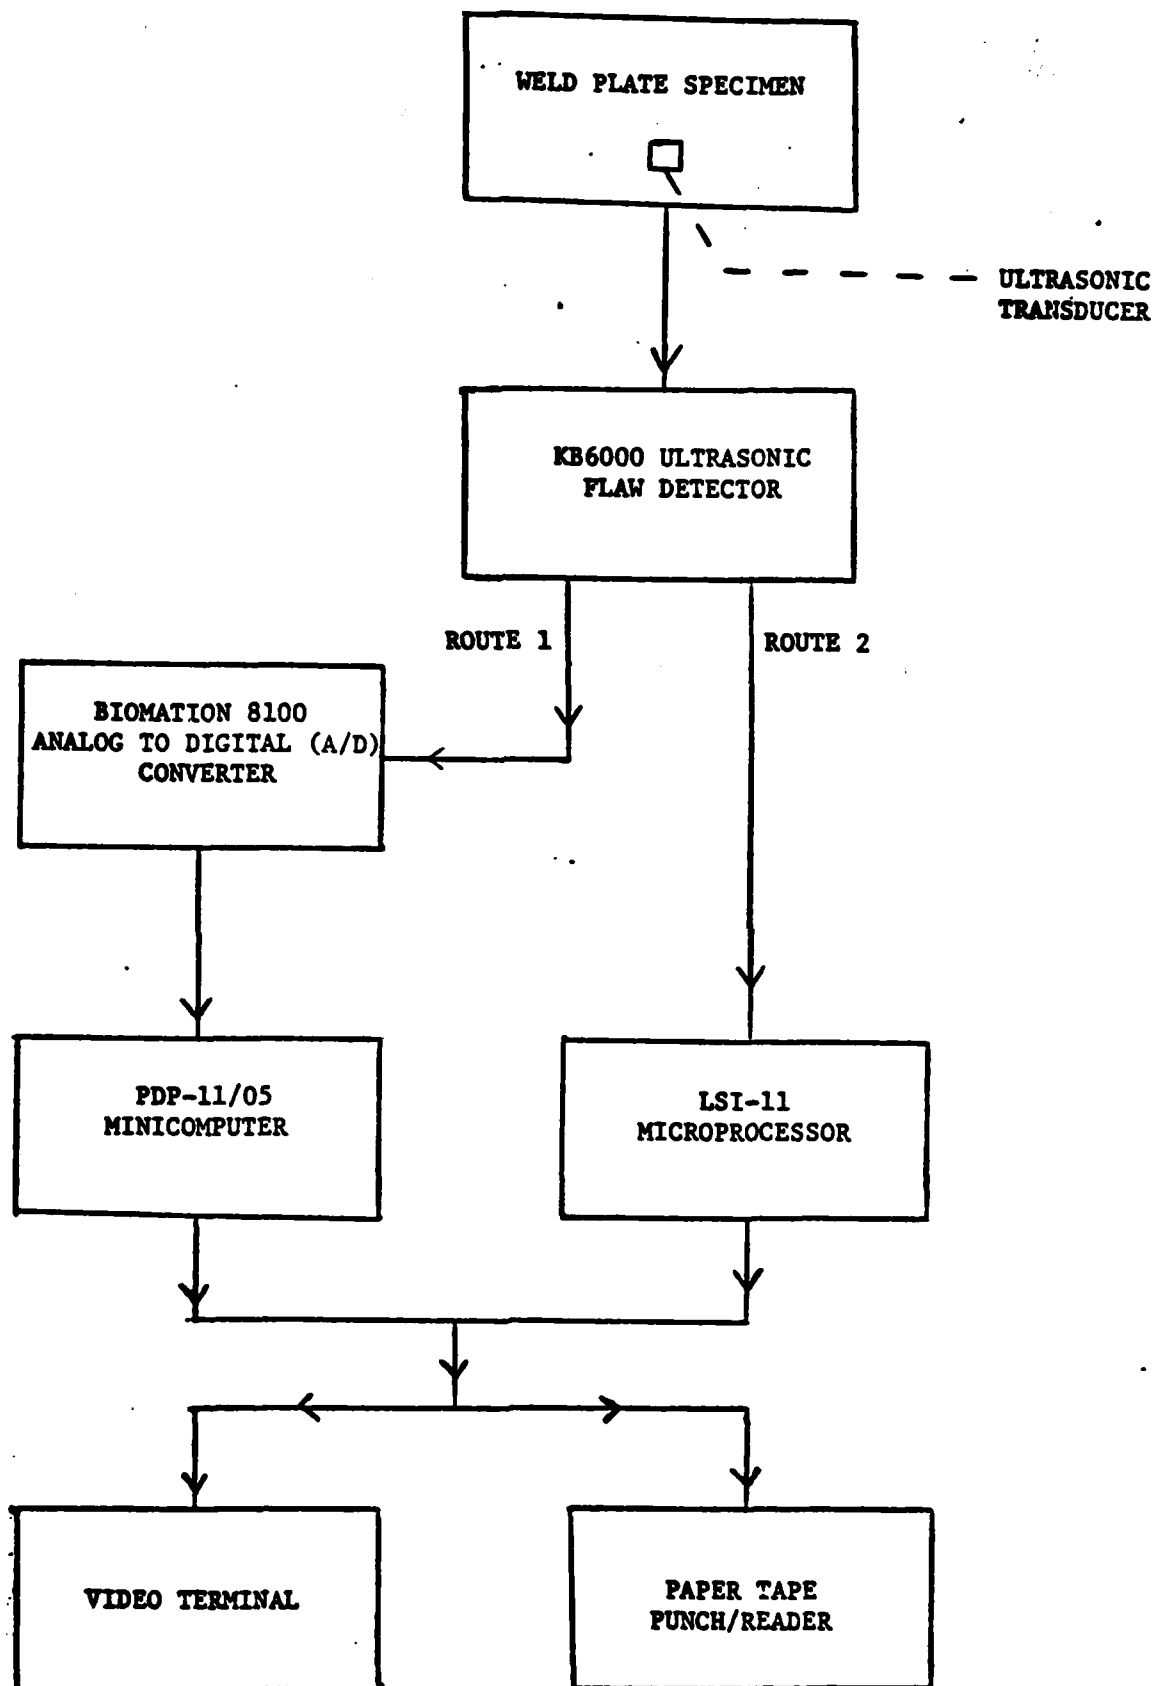 WELD PLATE SPECIMEN
ULTRASONIC
TRANSDUCER
KB6000 ULTRASONIC
FLAW DETECTOR
ROUTE 1
ROUTE 2
BIOMATION 8100
ANALOG TO DIGITAL (A/D)
CONVERTER
PDP-11/05
MINICOMPUTER
LSI-11
MICROPROCESSOR
VIDEO TERMINAL
PAPER TAPE
PUNCH/READER